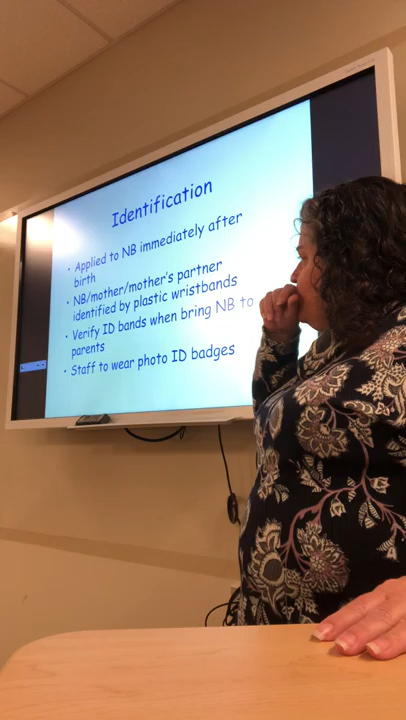 Identification
• Applied to NB immediately after
birth
• NB/mother/mother's partner
identified by plastic wristbands
• Verify ID bands when bring NB to
parents
• Staff to wear photo ID badges